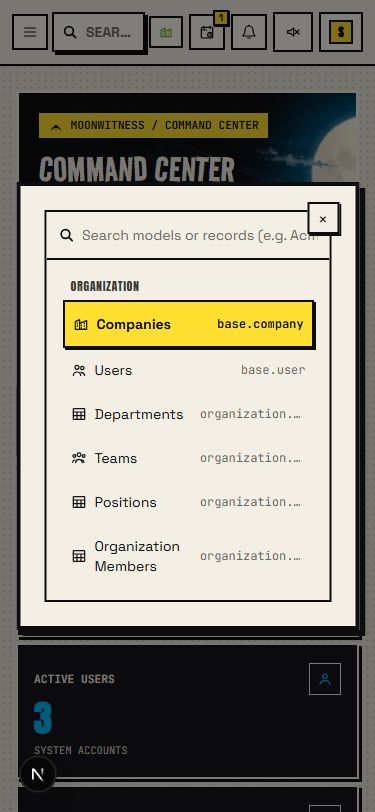 SEAR...
1
$
MOONWITNESS / COMMAND CENTER
COMMAND CENTER
×
Search models or records (e.g. Acm
ORGANIZATION
Companies base.company
Users base.user
Departments organization.…
Teams organization.…
Positions organization.…
Organization
Members organization.…
ACTIVE USERS
3
SYSTEM ACCOUNTS
N